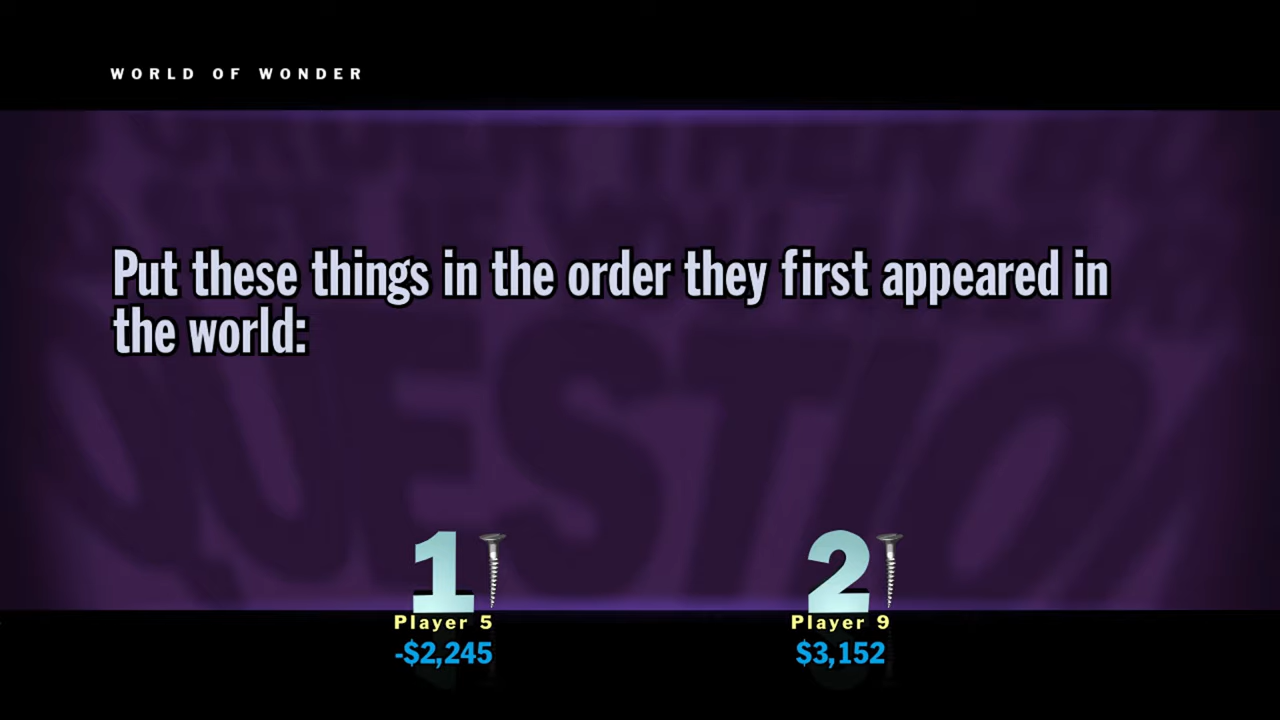 WORLD OF WONDER
Put these things in the order they first appeared in
the world:
QUESTION
1
2
Player 5
Player 9
-$2,245
$3,152